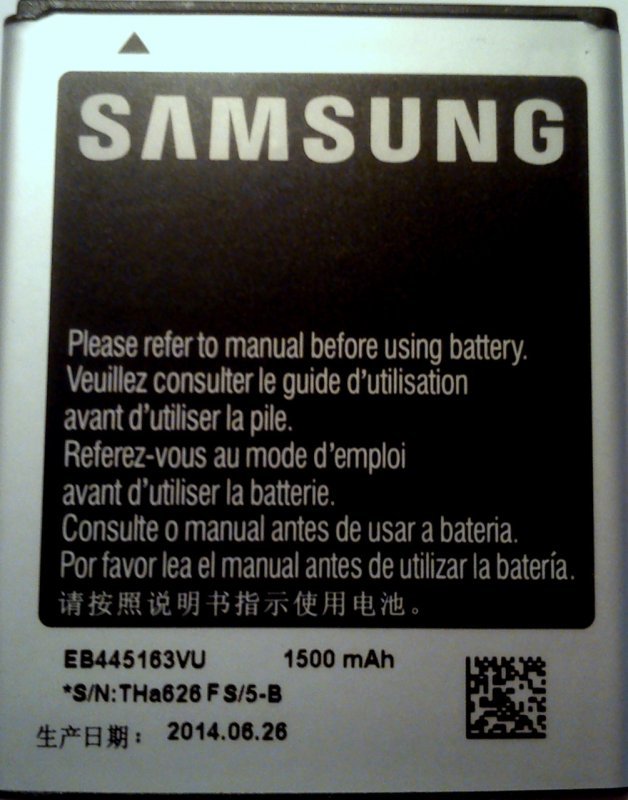 SAMSUNG
Please refer to manual before using battery.
Veuillez consulter le guide d'utilisation
avant d'utiliser la pile.
Referez-vous au mode d'emploi
avant d'utiliser la batterie.
Consulte o manual antes de usar a bateria.
Por favor lea el manual antes de utilizar la batería.
请按照说明书指示使用电池。
EB445163VU 1500 mAh
*S/N:THa626 F S/5-B
生产日期： 2014.06.26